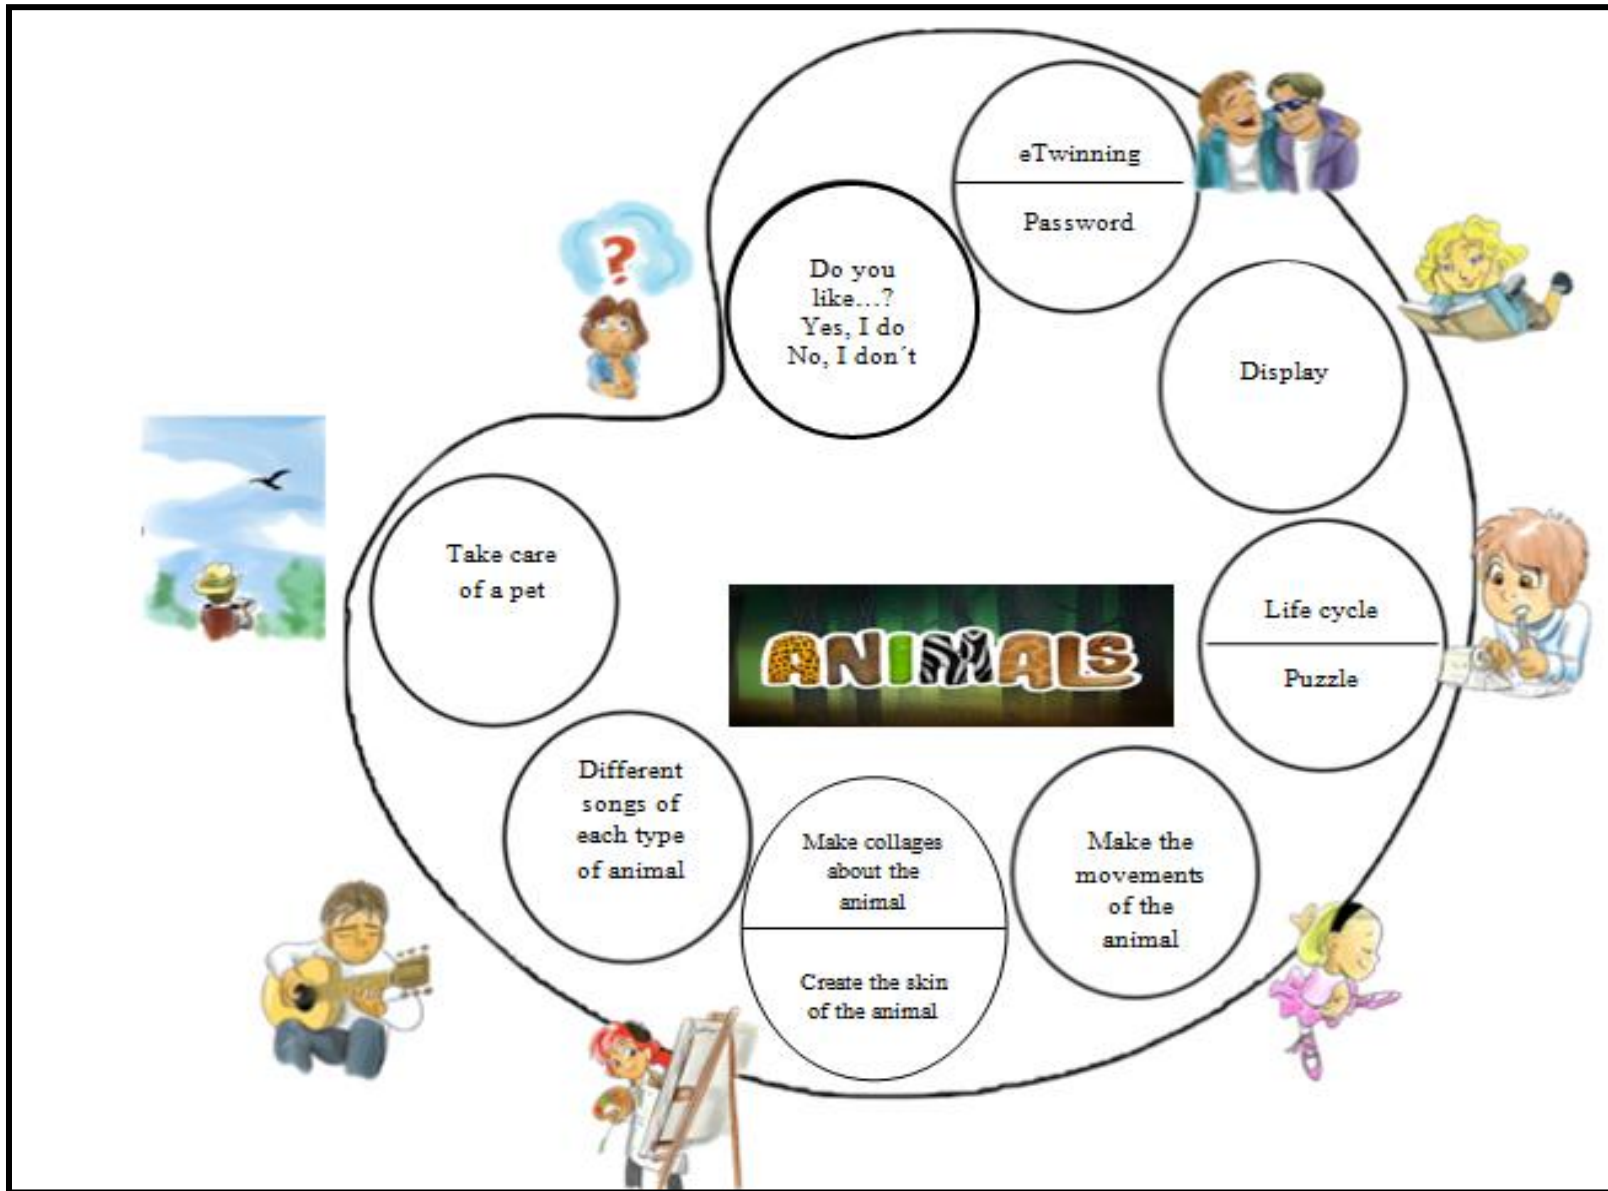 eTwinning
Password
Do you
like...?
Yes, I do
No, I don´t
Display
Take care
of a pet
Life cycle
Puzzle
ANIMALS
Different
songs of
each type
of animal
Make collages
about the
animal
Create the skin
of the animal
Make the
movements
of the
animal
?